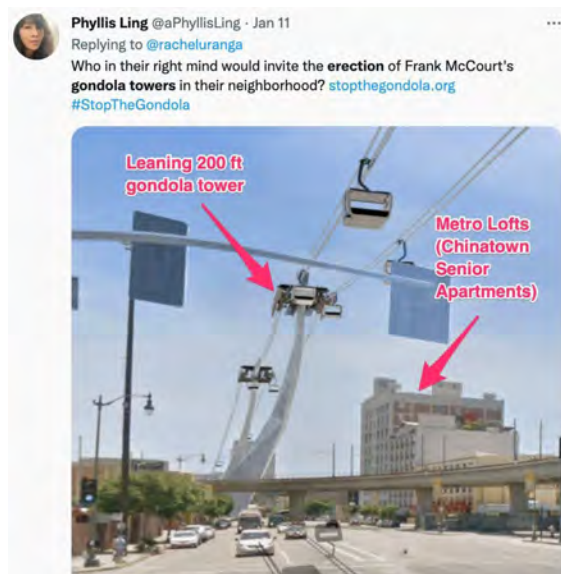 Phyllis Ling @aPhyllisLing · Jan 11
Replying to @racheluranga
Who in their right mind would invite the erection of Frank McCourt's
gondola towers in their neighborhood? stopthegondola.org
#StopTheGondola
Leaning 200 ft
gondola tower
Metro Lofts
(Chinatown
Senior
Apartments)